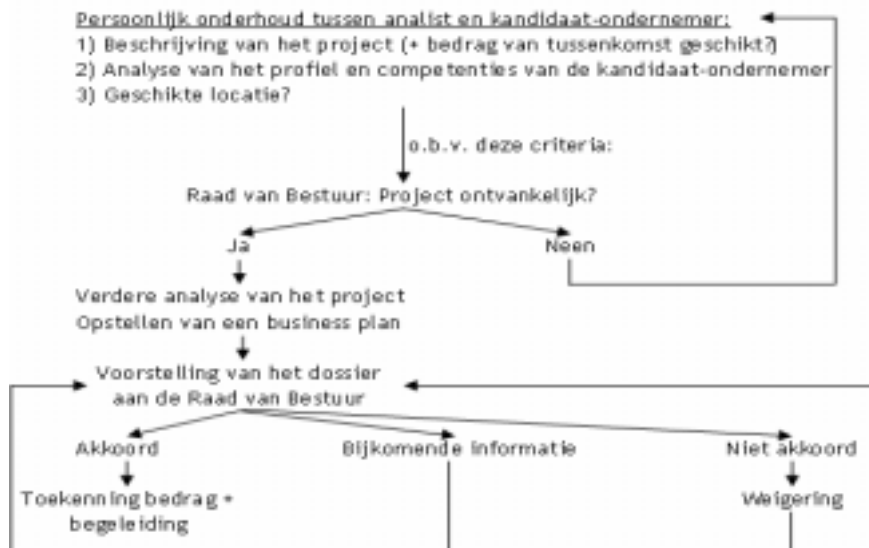 Persoonlijk onderhoud tussen analist en kandidaat-ondernemer:
1) Beschrijving van het project (+ bedrag van tussenkomst geschikt?)
2) Analyse van het profiel en competenties van de kandidaat-ondernemer
3) Geschikte locatie?
o.b.v. deze criteria:
Raad van Bestuur: Project ontvankelijk?
Ja
Neen
Verdere analyse van het project
Opstellen van een business plan
Voorstelling van het dossier
aan de Raad van Bestuur
Akkoord
Bijkomende informatie
Niet akkoord
Toekenning bedrag +
begeleiding
Weigering